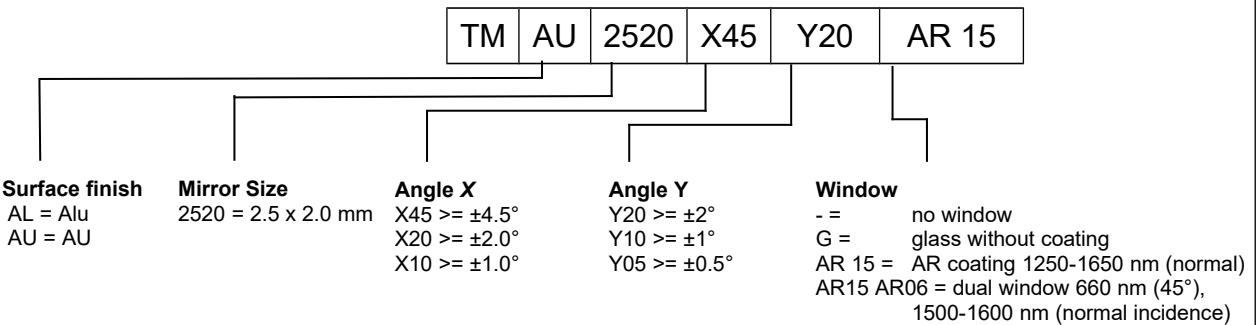 TM AU 2520 X45 Y20 AR 15
Surface finish
AL = Alu
AU = AU
Mirror Size
2520 = 2.5 x 2.0 mm
Angle X
X45 >= ±4.5°
X20 >= ±2.0°
X10 >= ±1.0°
Angle Y
Y20 >= ±2°
Y10 >= ±1°
Y05 >= ±0.5°
Window
- = no window
G = glass without coating
AR 15 = AR coating 1250-1650 nm (normal)
AR15 AR06 = dual window 660 nm (45°),
1500-1600 nm (normal incidence)